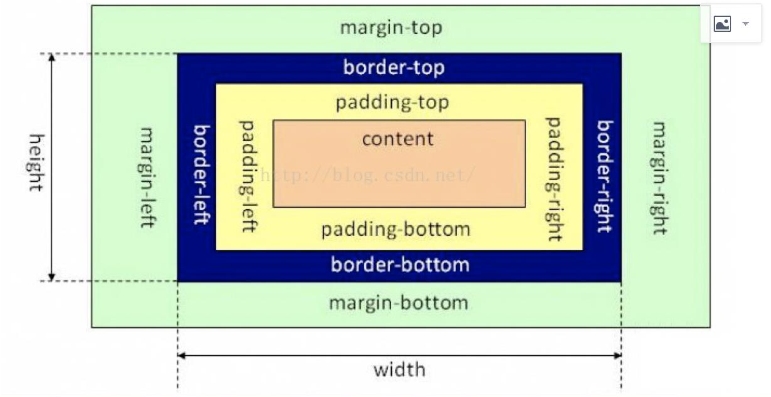 margin-top
border-top
padding-top
content
height
margin-left
border-left
padding-left
http://blog.csdn.net/
padding-right
border-right
margin-right
padding-bottom
border-bottom
margin-bottom
width